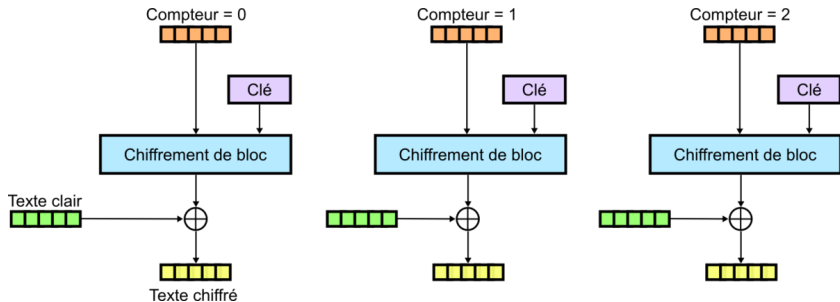 Compteur = 0
Compteur = 1
Compteur = 2
Clé
Clé
Clé
Chiffrement de bloc
Chiffrement de bloc
Chiffrement de bloc
Texte clair
Texte chiffré